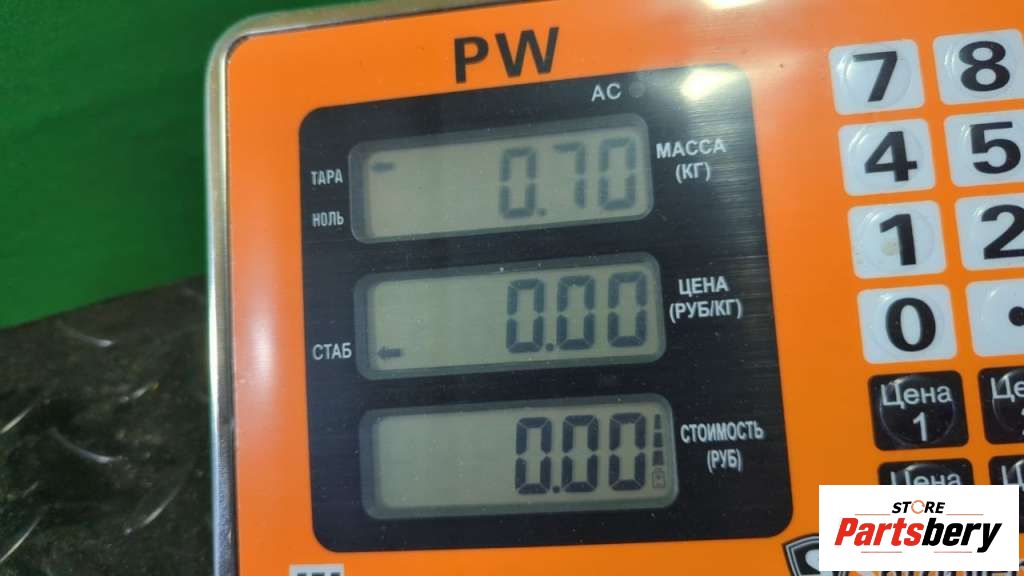 PW
AC
7 8
ТАРА
0.70
МАССА
(КГ)
4 5
НОЛЬ
1 2
0.00
ЦЕНА
(РУБ/КГ)
СТАБ
0 .
0.00
СТОИМОСТЬ
(РУБ)
Цена
1
Цена
STORE
Partsbery